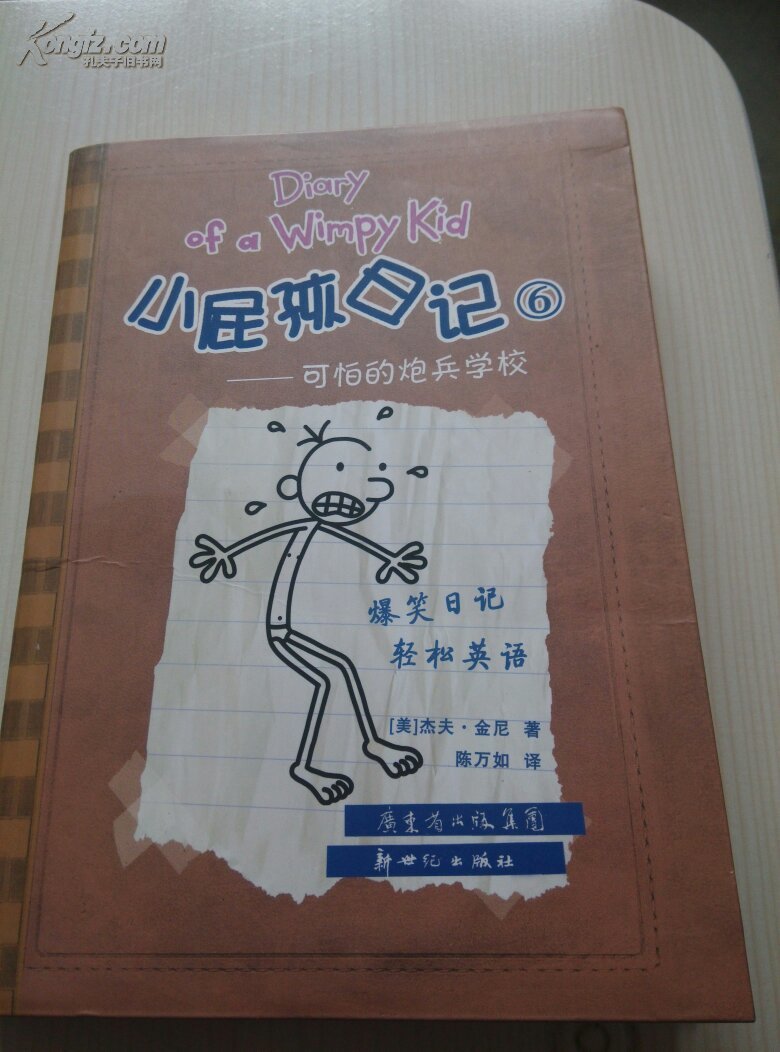 Kongfz.com
孔夫子旧书网
Diary
of a Wimpy Kid
小屁孩日记⑥
——可怕的炮兵学校
爆笑日记
轻松英语
[美]杰夫·金尼 著
陈万如 译
廣東省出版集團
新世纪出版社